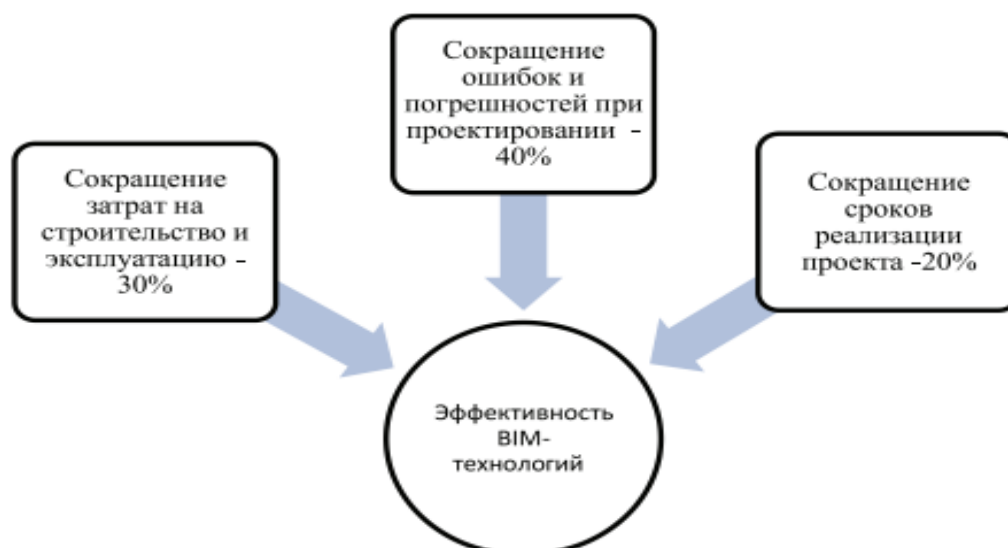 Сокращение
ошибок и
погрешностей при
проектировании -
40%
Сокращение
затрат на
строительство и
эксплуатацию -
30%
Сокращение
сроков
реализации
проекта -20%
Эффективность
BIM-
технологий